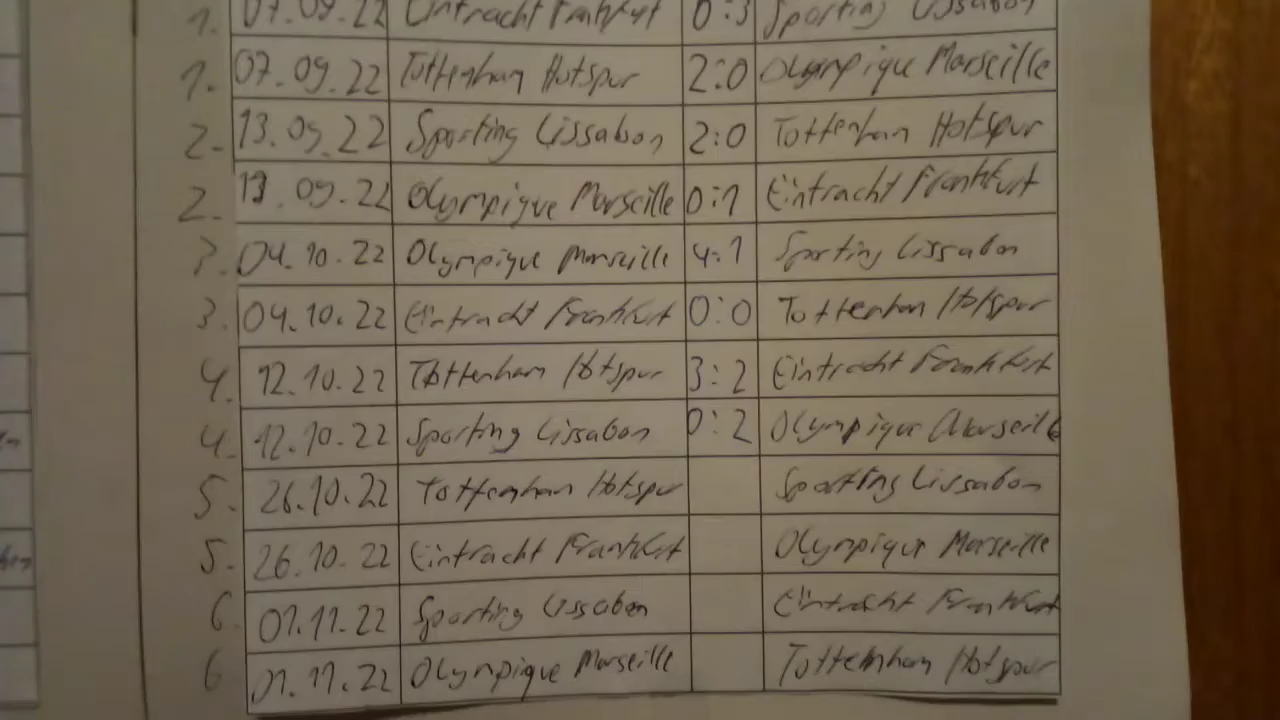 1. 07.09.22 Eintracht Frankfurt 0:3 Sporting Lissabon
1. 07.09.22 Tottenham Hotspur 2:0 Olympique Marseille
2. 13.09.22 Sporting Lissabon 2:0 Tottenham Hotspur
2. 13.09.22 Olympique Marseille 0:1 Eintracht Frankfurt
3. 04.10.22 Olympique Marseille 4:1 Sporting Lissabon
3. 04.10.22 Eintracht Frankfurt 0:0 Tottenham Hotspur
4. 12.10.22 Tottenham Hotspur 3:2 Eintracht Frankfurt
4. 12.10.22 Sporting Lissabon 0:2 Olympique Marseille
5. 26.10.22 Tottenham Hotspur Sporting Lissabon
5. 26.10.22 Eintracht Frankfurt Olympique Marseille
6. 01.11.22 Sporting Lissabon Eintracht Frankfurt
6 01.11.22 Olympique Marseille Tottenham Hotspur